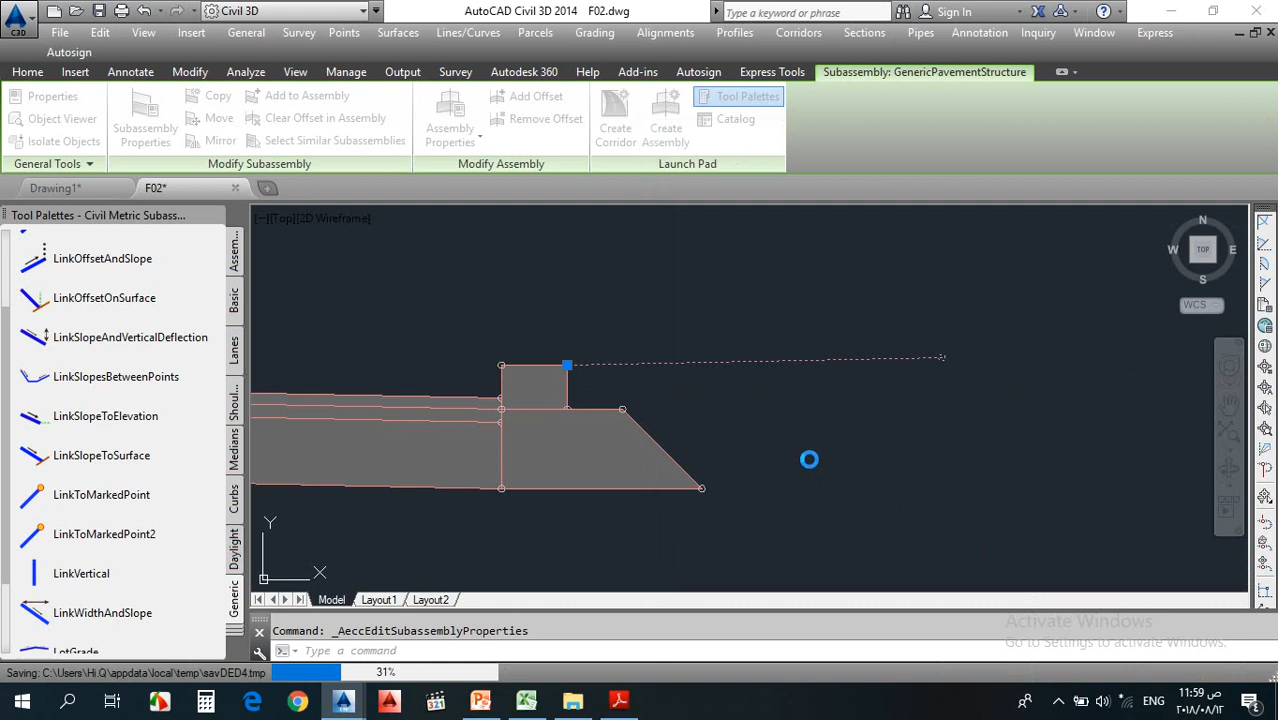 Civil 3D
AutoCAD Civil 3D 2014 F02.dwg
Type a keyword or phrase
Sign In
File Edit View Insert General Survey Points Surfaces Lines/Curves Parcels Grading Alignments Profiles Corridors Sections Pipes Annotation Inquiry Window Express
Autosign
Home Insert Annotate Modify Analyze View Manage Output Survey Autodesk 360 Help Add-ins Autosign Express Tools Subassembly: GenericPavementStructure
Properties
Object Viewer
Isolate Objects
Subassembly Properties
Copy
Move
Mirror
Add to Assembly
Clear Offset in Assembly
Select Similar Subassemblies
Assembly Properties
Add Offset
Remove Offset
Create Corridor
Create Assembly
Tool Palettes
Catalog
General Tools
Modify Subassembly
Modify Assembly
Launch Pad
Drawing1*
F02*
Tool Palettes - Civil Metric Subass...
[−][Top][2D Wireframe]
LinkOffsetAndSlope
LinkOffsetOnSurface
LinkSlopeAndVerticalDeflection
LinkSlopesBetweenPoints
LinkSlopeToElevation
LinkSlopeToSurface
LinkToMarkedPoint
LinkToMarkedPoint2
LinkVertical
LinkWidthAndSlope
LotGrade
Assem...
Basic
Lanes
Shoul...
Medians
Curbs
Daylight
Generic
N
W TOP E
S
WCS
Y
X
Model Layout1 Layout2
Command: _AeccEditSubassemblyProperties
Type a command
Activate Windows
Go to Settings to activate Windows.
Saving: C:\Users\Hi.Q\appdata\local\temp\savDED4.tmp
31%
ENG
11:59 ص
٢٠١٨/٠٨/١٢